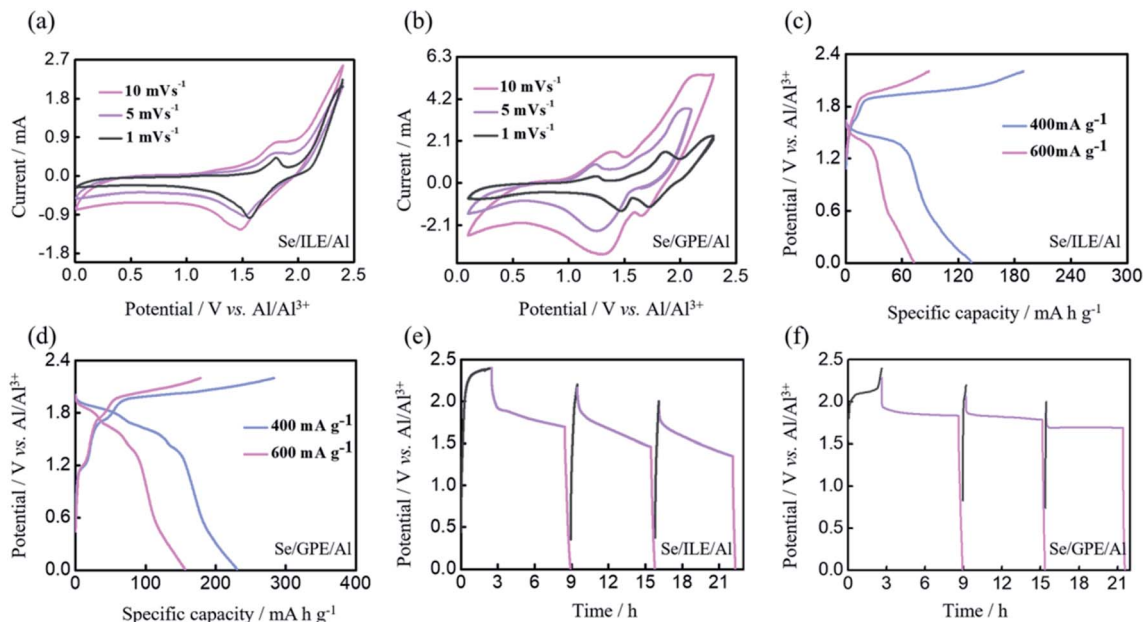 (a)
2.7
1.8
0.9
0.0
-0.9
-1.8
Current / mA
10 mVs⁻¹
5 mVs⁻¹
1 mVs⁻¹
Se/ILE/Al
0.0 0.5 1.0 1.5 2.0 2.5
Potential / V vs. Al/Al³⁺
(b)
6.3
4.2
2.1
0.0
-2.1
Current / mA
10 mVs⁻¹
5 mVs⁻¹
1 mVs⁻¹
Se/GPE/Al
0.0 0.5 1.0 1.5 2.0 2.5
Potential / V vs. Al/Al³⁺
(c)
2.4
1.8
1.2
0.6
0.0
Potential / V vs. Al/Al³⁺
400mA g⁻¹
600mA g⁻¹
Se/ILE/Al
0 60 120 180 240 300
Specific capacity / mA h g⁻¹
(d)
2.4
1.8
1.2
0.6
0.0
Potential / V vs. Al/Al³⁺
400 mA g⁻¹
600 mA g⁻¹
Se/GPE/Al
0 100 200 300 400
Specific capacity / mA h g⁻¹
(e)
2.5
2.0
1.5
1.0
0.5
0.0
Potential / V vs. Al/Al³⁺
Se/ILE/Al
0 3 6 9 12 15 18 21
Time / h
(f)
2.5
2.0
1.5
1.0
0.5
0.0
Potential / V vs. Al/Al³⁺
Se/GPE/Al
0 3 6 9 12 15 18 21
Time / h